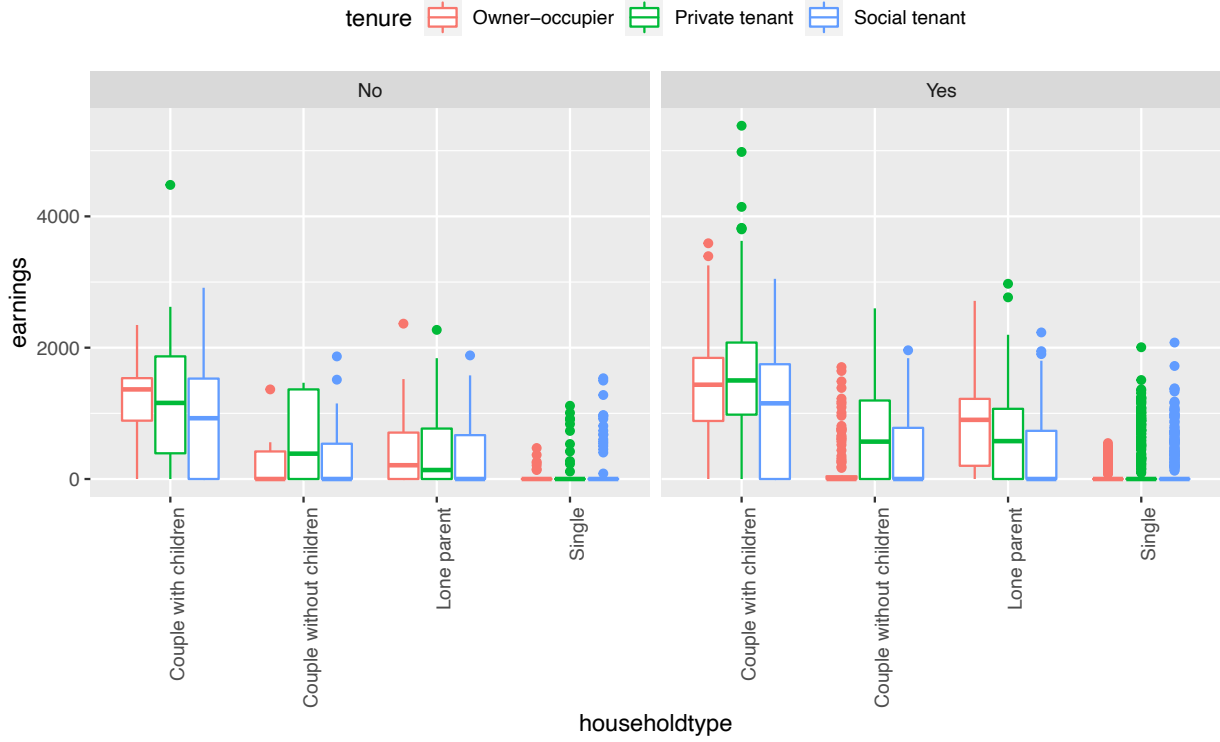 tenure Owner-occupier Private tenant Social tenant
No Yes
4000
2000
0
earnings
Couple with children Couple without children Lone parent Single Couple with children Couple without children Lone parent Single
householdtype